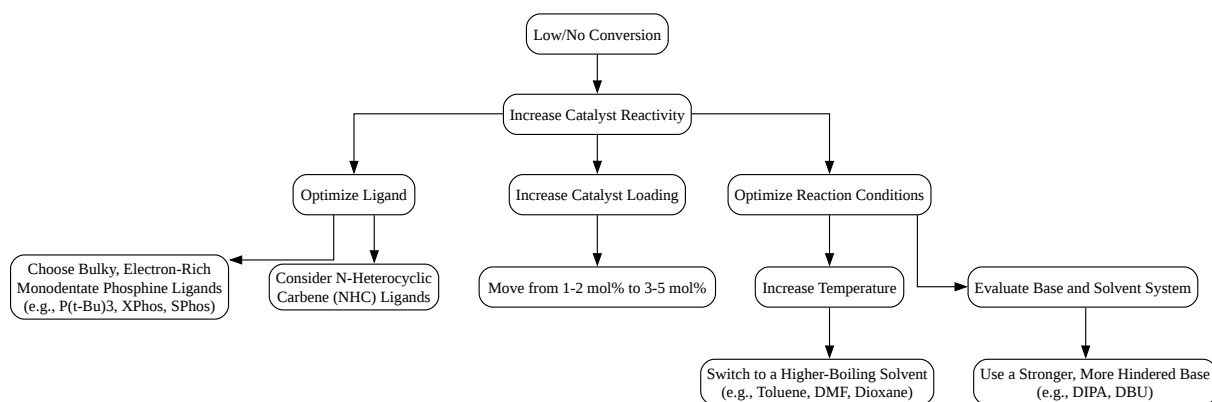 Low/No Conversion
Increase Catalyst Reactivity
Optimize Ligand
Increase Catalyst Loading
Optimize Reaction Conditions
Choose Bulky, Electron-Rich
Monodentate Phosphine Ligands
(e.g., P(t-Bu)3, XPhos, SPhos)
Consider N-Heterocyclic
Carbene (NHC) Ligands
Move from 1-2 mol% to 3-5 mol%
Increase Temperature
Evaluate Base and Solvent System
Switch to a Higher-Boiling Solvent
(e.g., Toluene, DMF, Dioxane)
Use a Stronger, More Hindered Base
(e.g., DIPA, DBU)